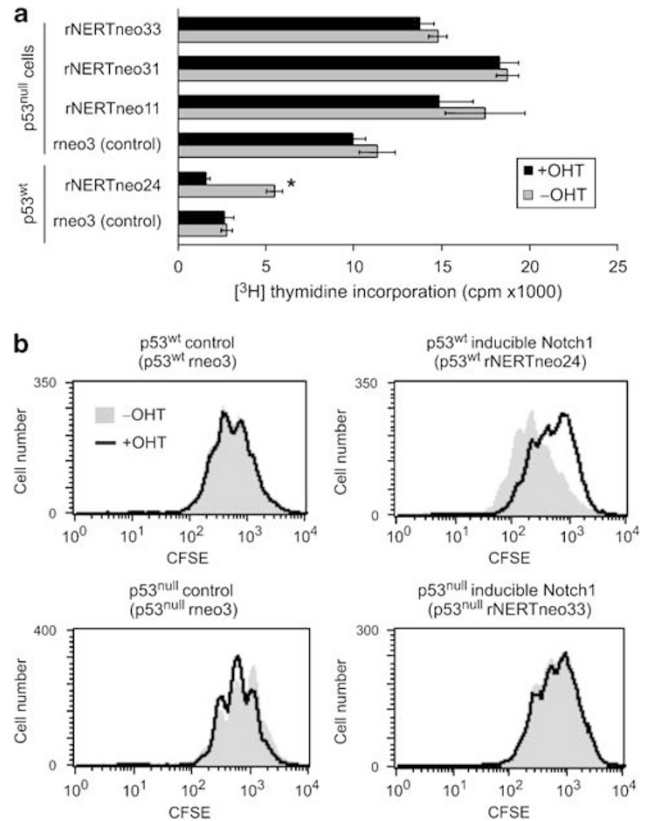 a
p53null cells
rNERTneo33
rNERTneo31
rNERTneo11
rneo3 (control)
p53wt
rNERTneo24
*
rneo3 (control)
+OHT
–OHT
0 5 10 15 20 25
[3H] thymidine incorporation (cpm x1000)
b
p53wt control
(p53wt rneo3)
350
Cell number
0
–OHT
+OHT
10⁰ 10¹ 10² 10³ 10⁴
CFSE
p53wt inducible Notch1
(p53wt rNERTneo24)
350
Cell number
0
10⁰ 10¹ 10² 10³ 10⁴
CFSE
p53null control
(p53null rneo3)
400
Cell number
0
10⁰ 10¹ 10² 10³ 10⁴
CFSE
p53null inducible Notch1
(p53null rNERTneo33)
300
Cell number
0
10⁰ 10¹ 10² 10³ 10⁴
CFSE